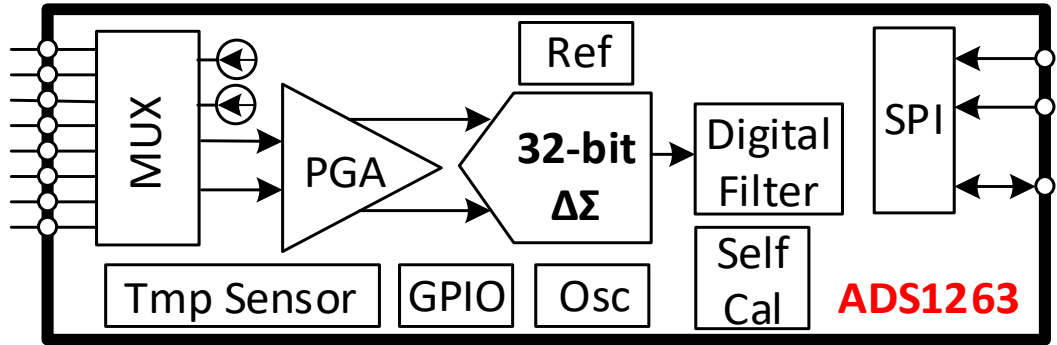 Ref
MUX
PGA
32-bit
ΔΣ
Digital
Filter
SPI
Tmp Sensor
GPIO
Osc
Self
Cal
ADS1263